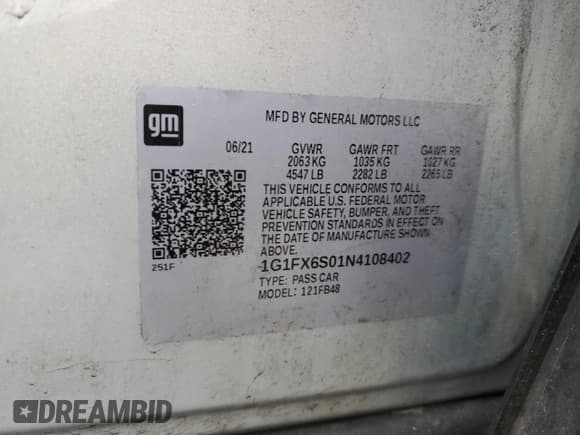 gm
MFD BY GENERAL MOTORS LLC
06/21 GVWR GAWR FRT GAWR RR
2063 KG 1035 KG 1027 KG
4547 LB 2282 LB 2265 LB
THIS VEHICLE CONFORMS TO ALL
APPLICABLE U.S. FEDERAL MOTOR
VEHICLE SAFETY, BUMPER, AND THEFT
PREVENTION STANDARDS IN EFFECT ON
THE DATE OF MANUFACTURE SHOWN
ABOVE.
251F
1G1FX6S01N4108402
TYPE: PASS CAR
MODEL: 121FB48
DREAMBID